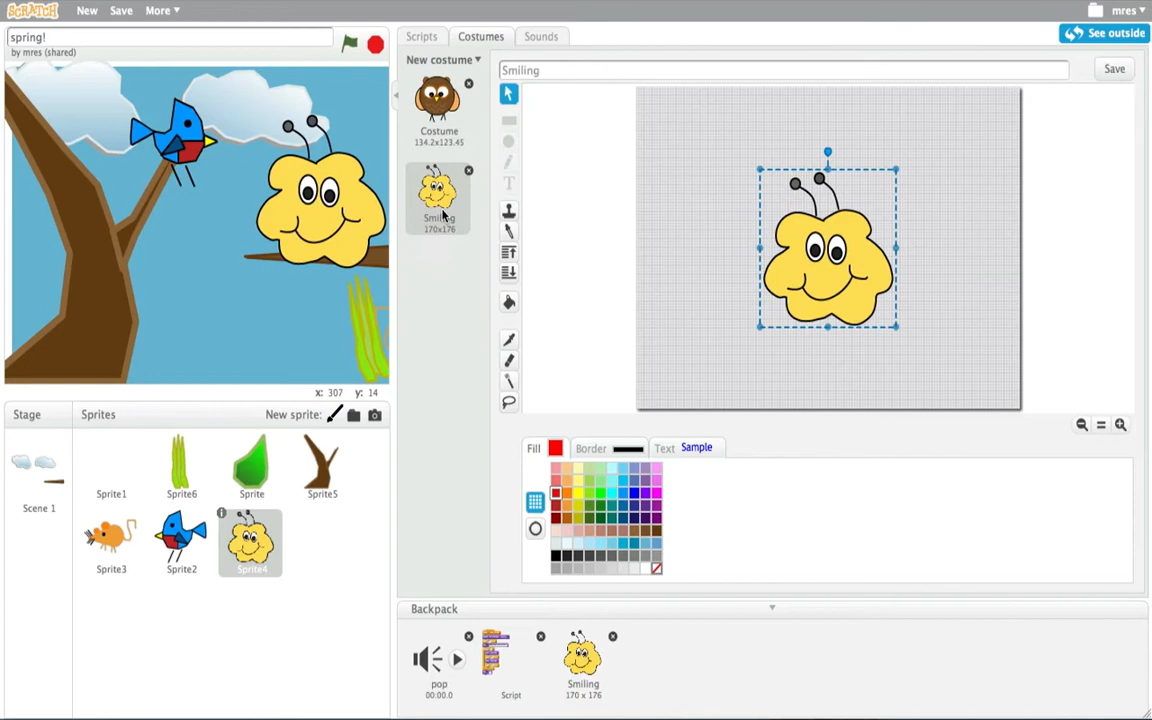 SCRATCH New Save More mres
spring!
by mres (shared)
Scripts Costumes Sounds
See outside
New costume
Smiling
Save
Costume
134.2x123.45
Smiling
170x176
T
x: 307 y: 14
Stage Sprites New sprite:
Scene 1
Sprite1 Sprite6 Sprite Sprite5
Sprite3 Sprite2 Sprite4
Fill Border Text Sample
Backpack
pop
00:00.0
Script
Smiling
170 x 176